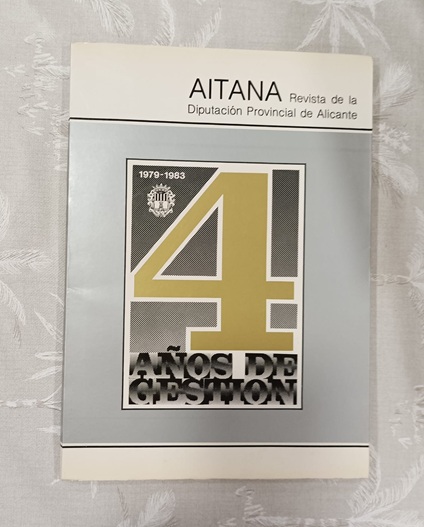 AITANA Revista de la
Diputación Provincial de Alicante
1979-1983
4
AÑOS DE
GESTION